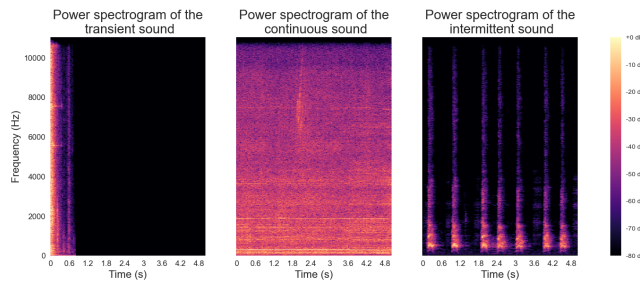 Power spectrogram of the
transient sound
Power spectrogram of the
continuous sound
Power spectrogram of the
intermittent sound
Frequency (Hz)
10000
8000
6000
4000
2000
0
0 0.6 1.2 1.8 2.4 3 3.6 4.2 4.8
0 0.6 1.2 1.8 2.4 3 3.6 4.2 4.8
0 0.6 1.2 1.8 2.4 3 3.6 4.2 4.8
Time (s)
Time (s)
Time (s)
+0 d
-10 d
-20 d
-30 d
-40 d
-50 d
-60 d
-70 d
-80 d